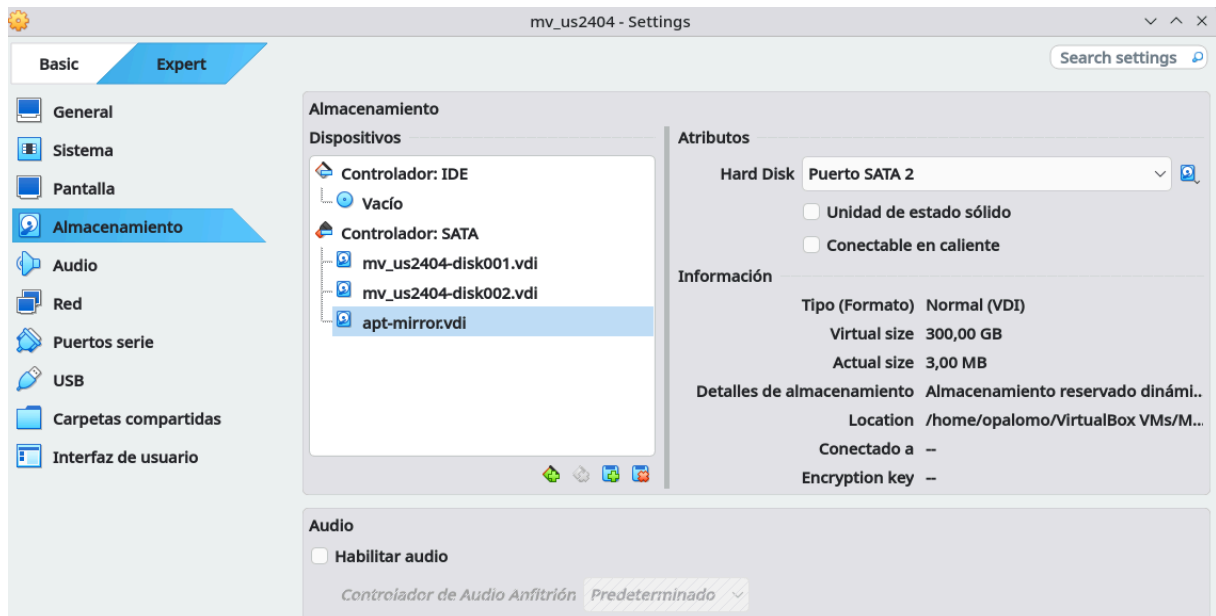 mv_us2404 - Settings
Basic
Expert
Search settings
General
Sistema
Pantalla
Almacenamiento
Audio
Red
Puertos serie
USB
Carpetas compartidas
Interfaz de usuario
Almacenamiento
Dispositivos
Controlador: IDE
Vacío
Controlador: SATA
mv_us2404-disk001.vdi
mv_us2404-disk002.vdi
apt-mirror.vdi
Atributos
Hard Disk Puerto SATA 2
Unidad de estado sólido
Conectable en caliente
Información
Tipo (Formato) Normal (VDI)
Virtual size 300,00 GB
Actual size 3,00 MB
Detalles de almacenamiento Almacenamiento reservado dinámi..
Location /home/opalomo/VirtualBox VMs/M...
Conectado a --
Encryption key --
Audio
Habilitar audio
Controlador de Audio Anfitrión Predeterminado